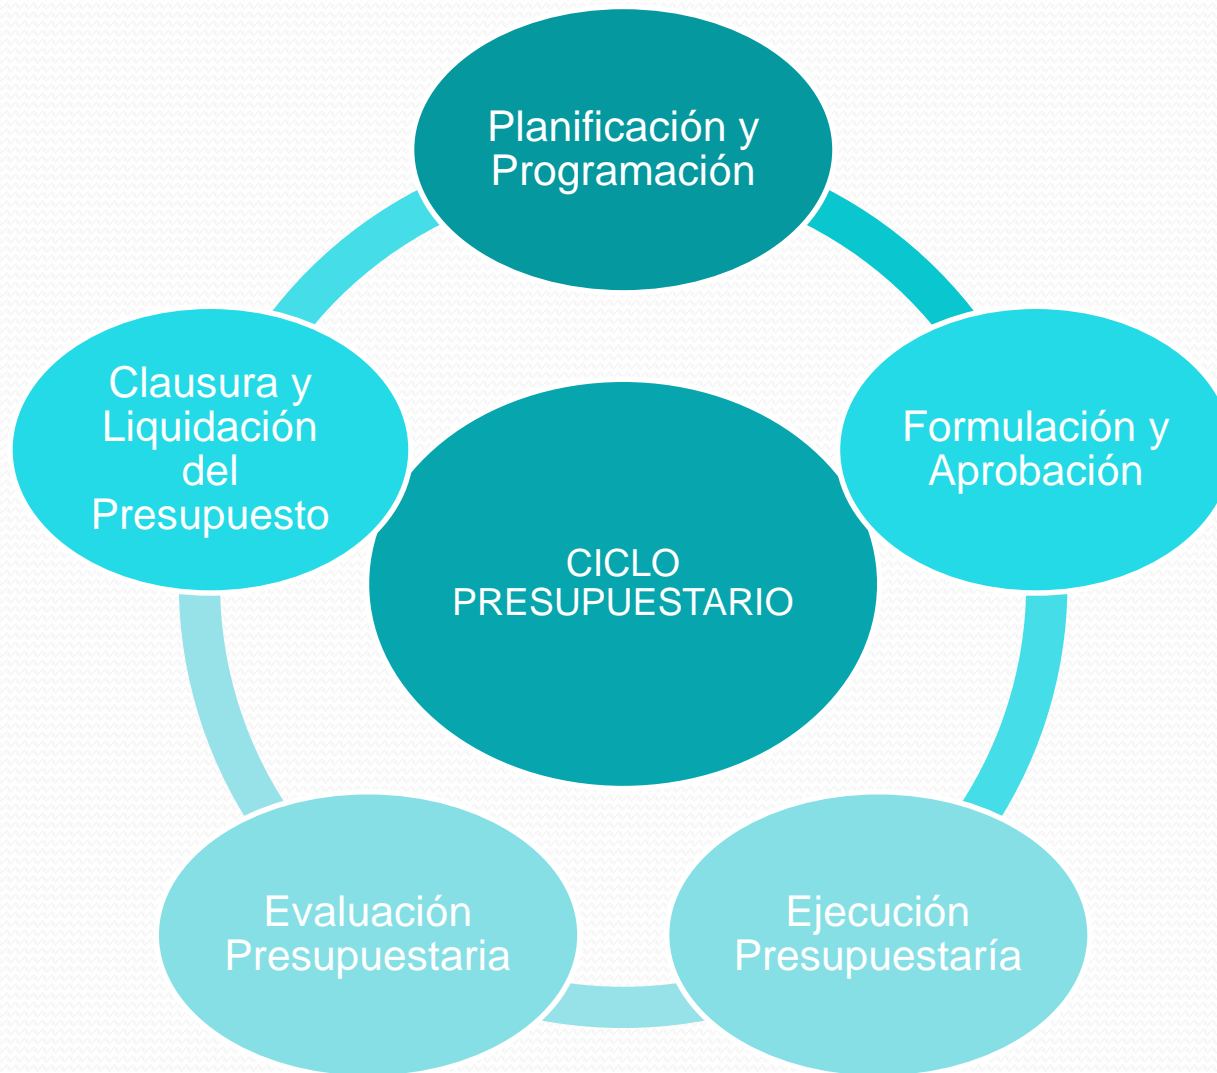 Planificación y
Programación
Formulación y
Aprobación
Ejecución
Presupuestaría
Evaluación
Presupuestaria
Clausura y
Liquidación
del
Presupuesto
CICLO
PRESUPUESTARIO